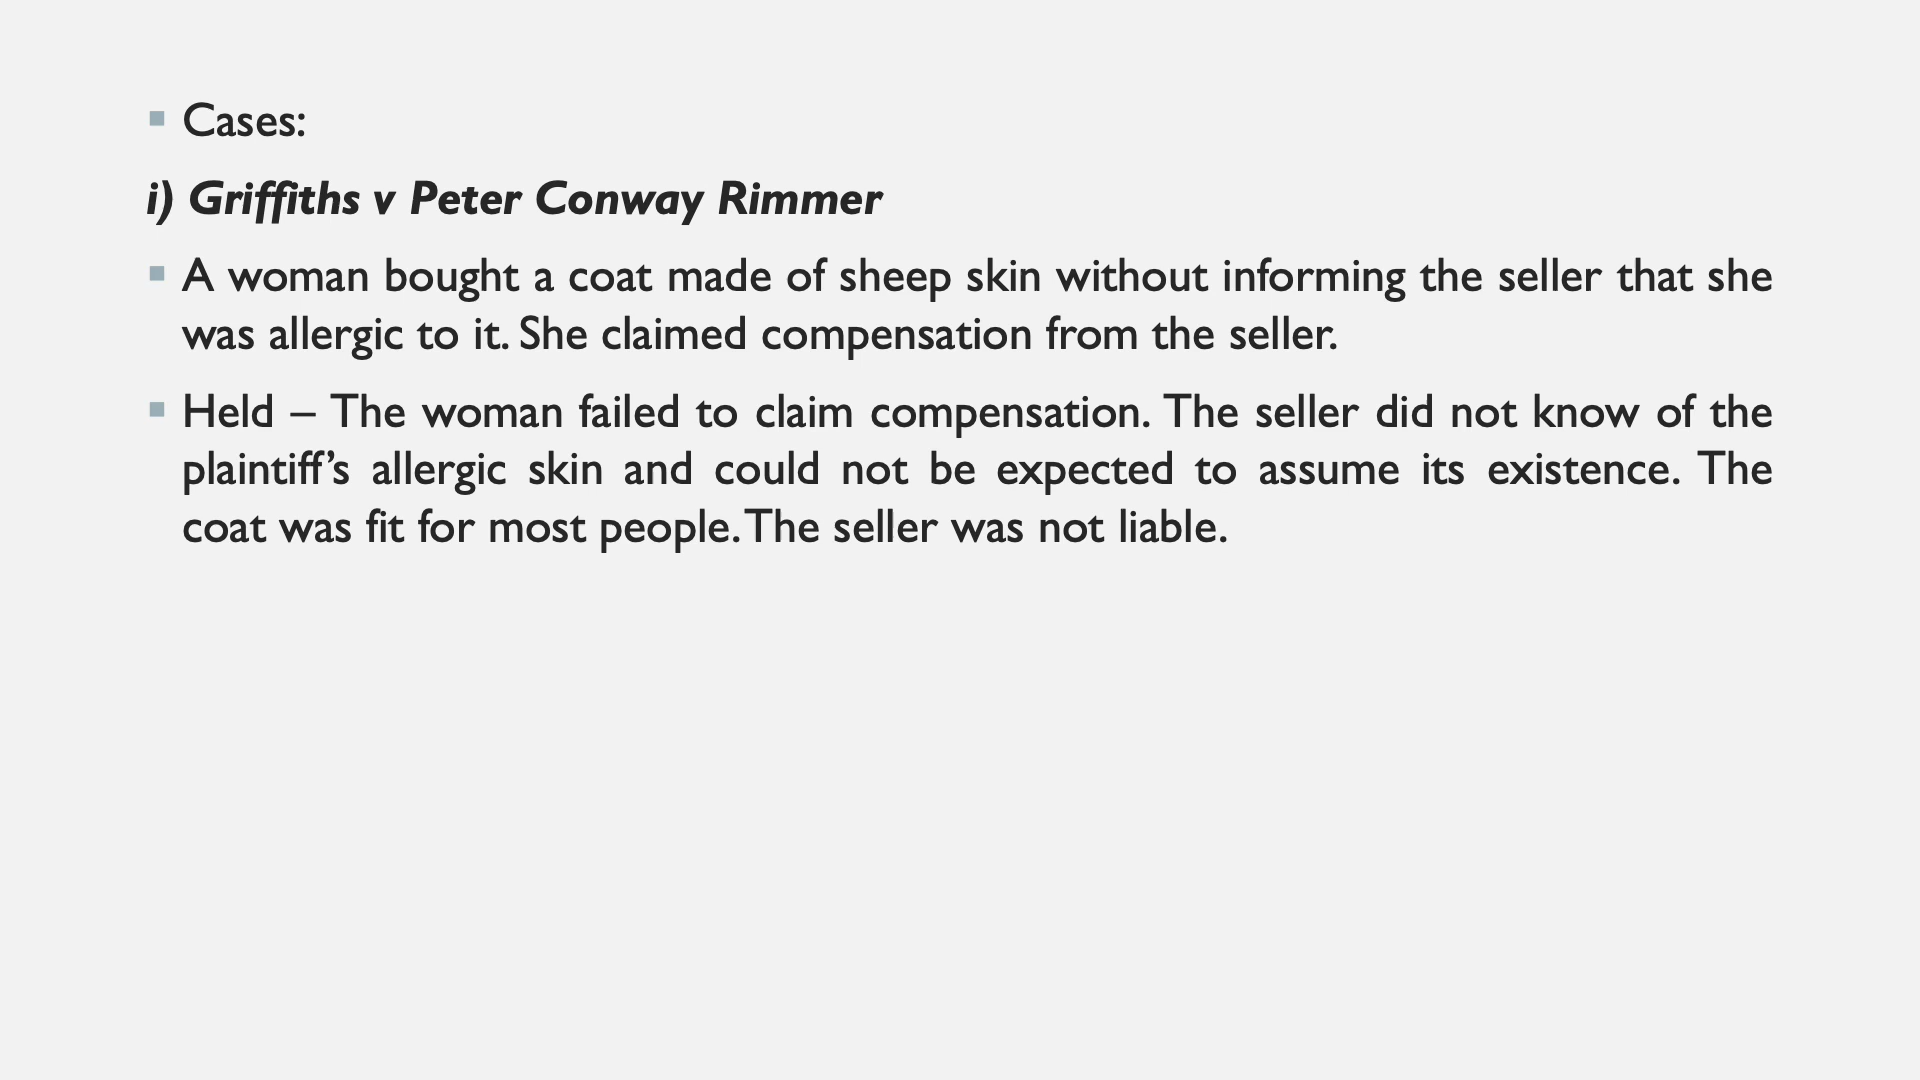 ▪ Cases:
i) Griffiths v Peter Conway Rimmer
▪ A woman bought a coat made of sheep skin without informing the seller that she
was allergic to it. She claimed compensation from the seller.
▪ Held – The woman failed to claim compensation. The seller did not know of the
plaintiff’s allergic skin and could not be expected to assume its existence. The
coat was fit for most people. The seller was not liable.